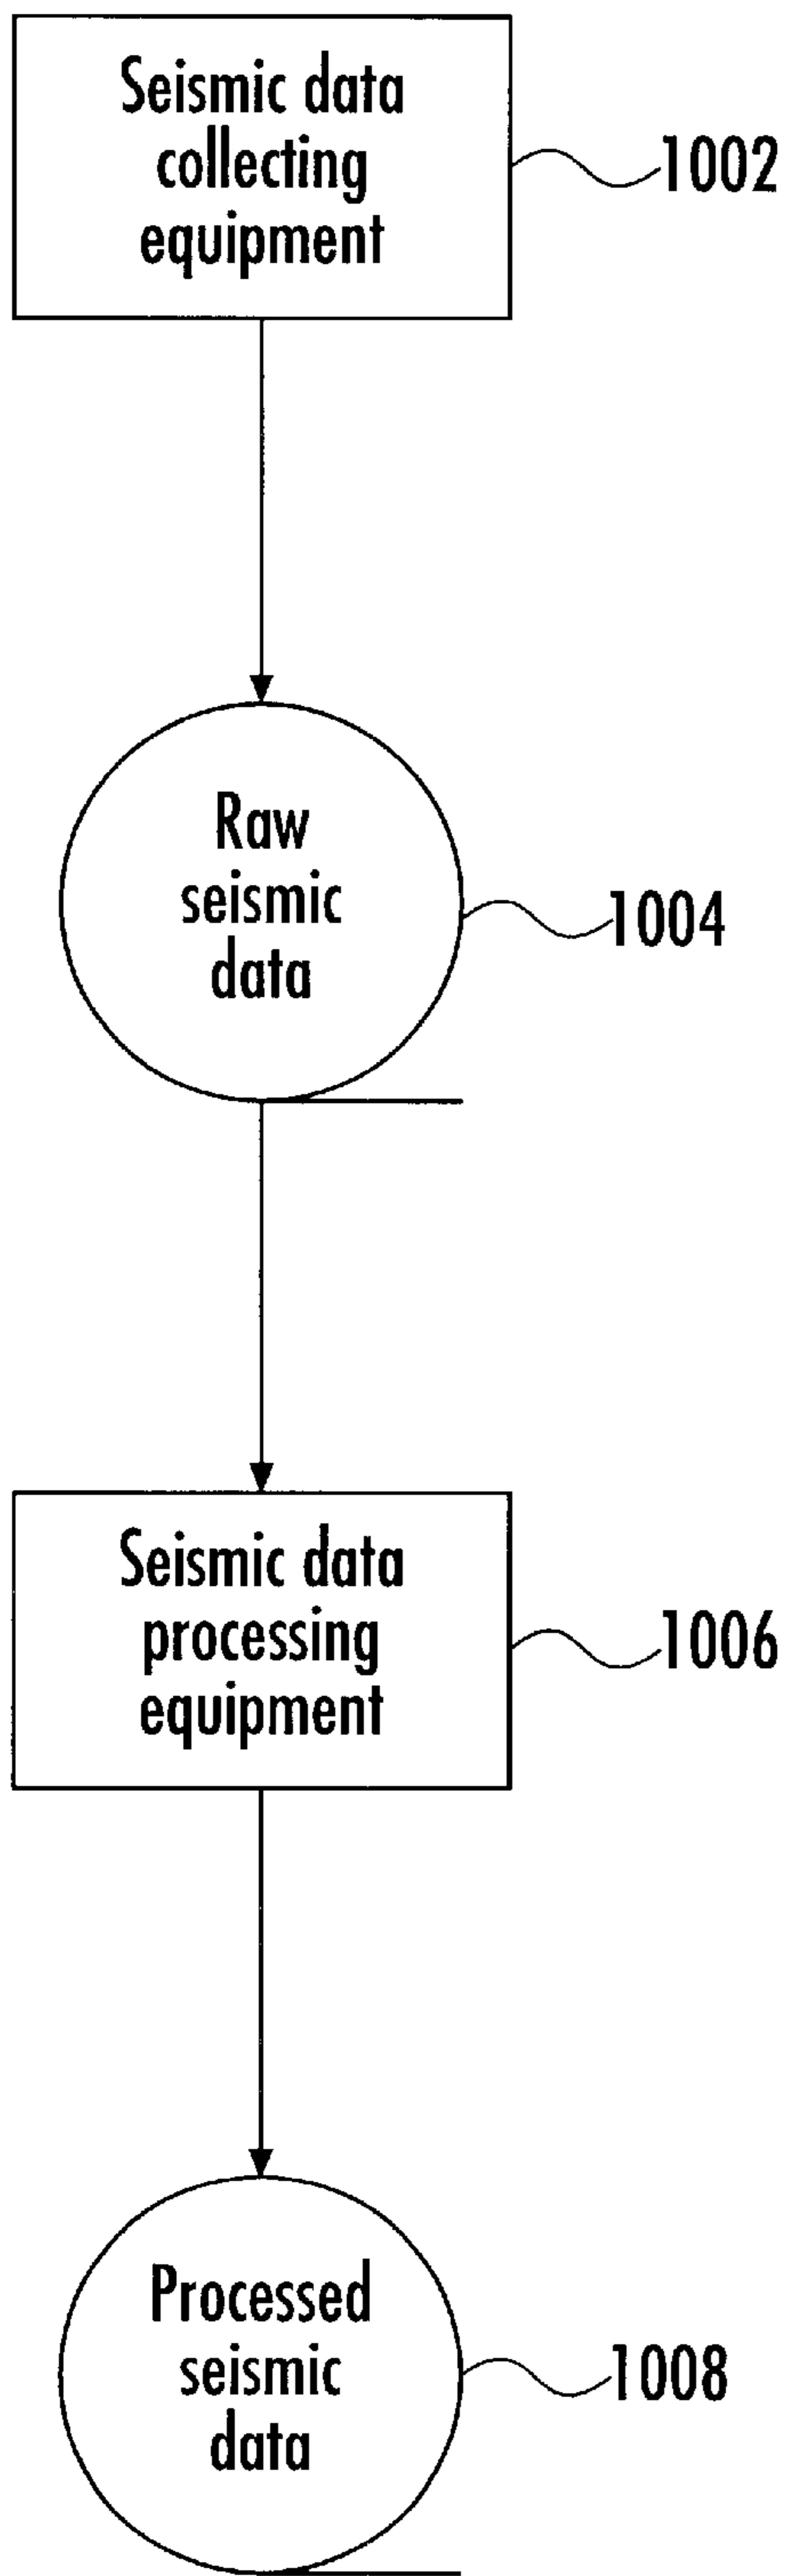 Seismic data
collecting
equipment
1002
Raw
seismic
data
1004
Seismic data
processing
equipment
1006
Processed
seismic
data
1008